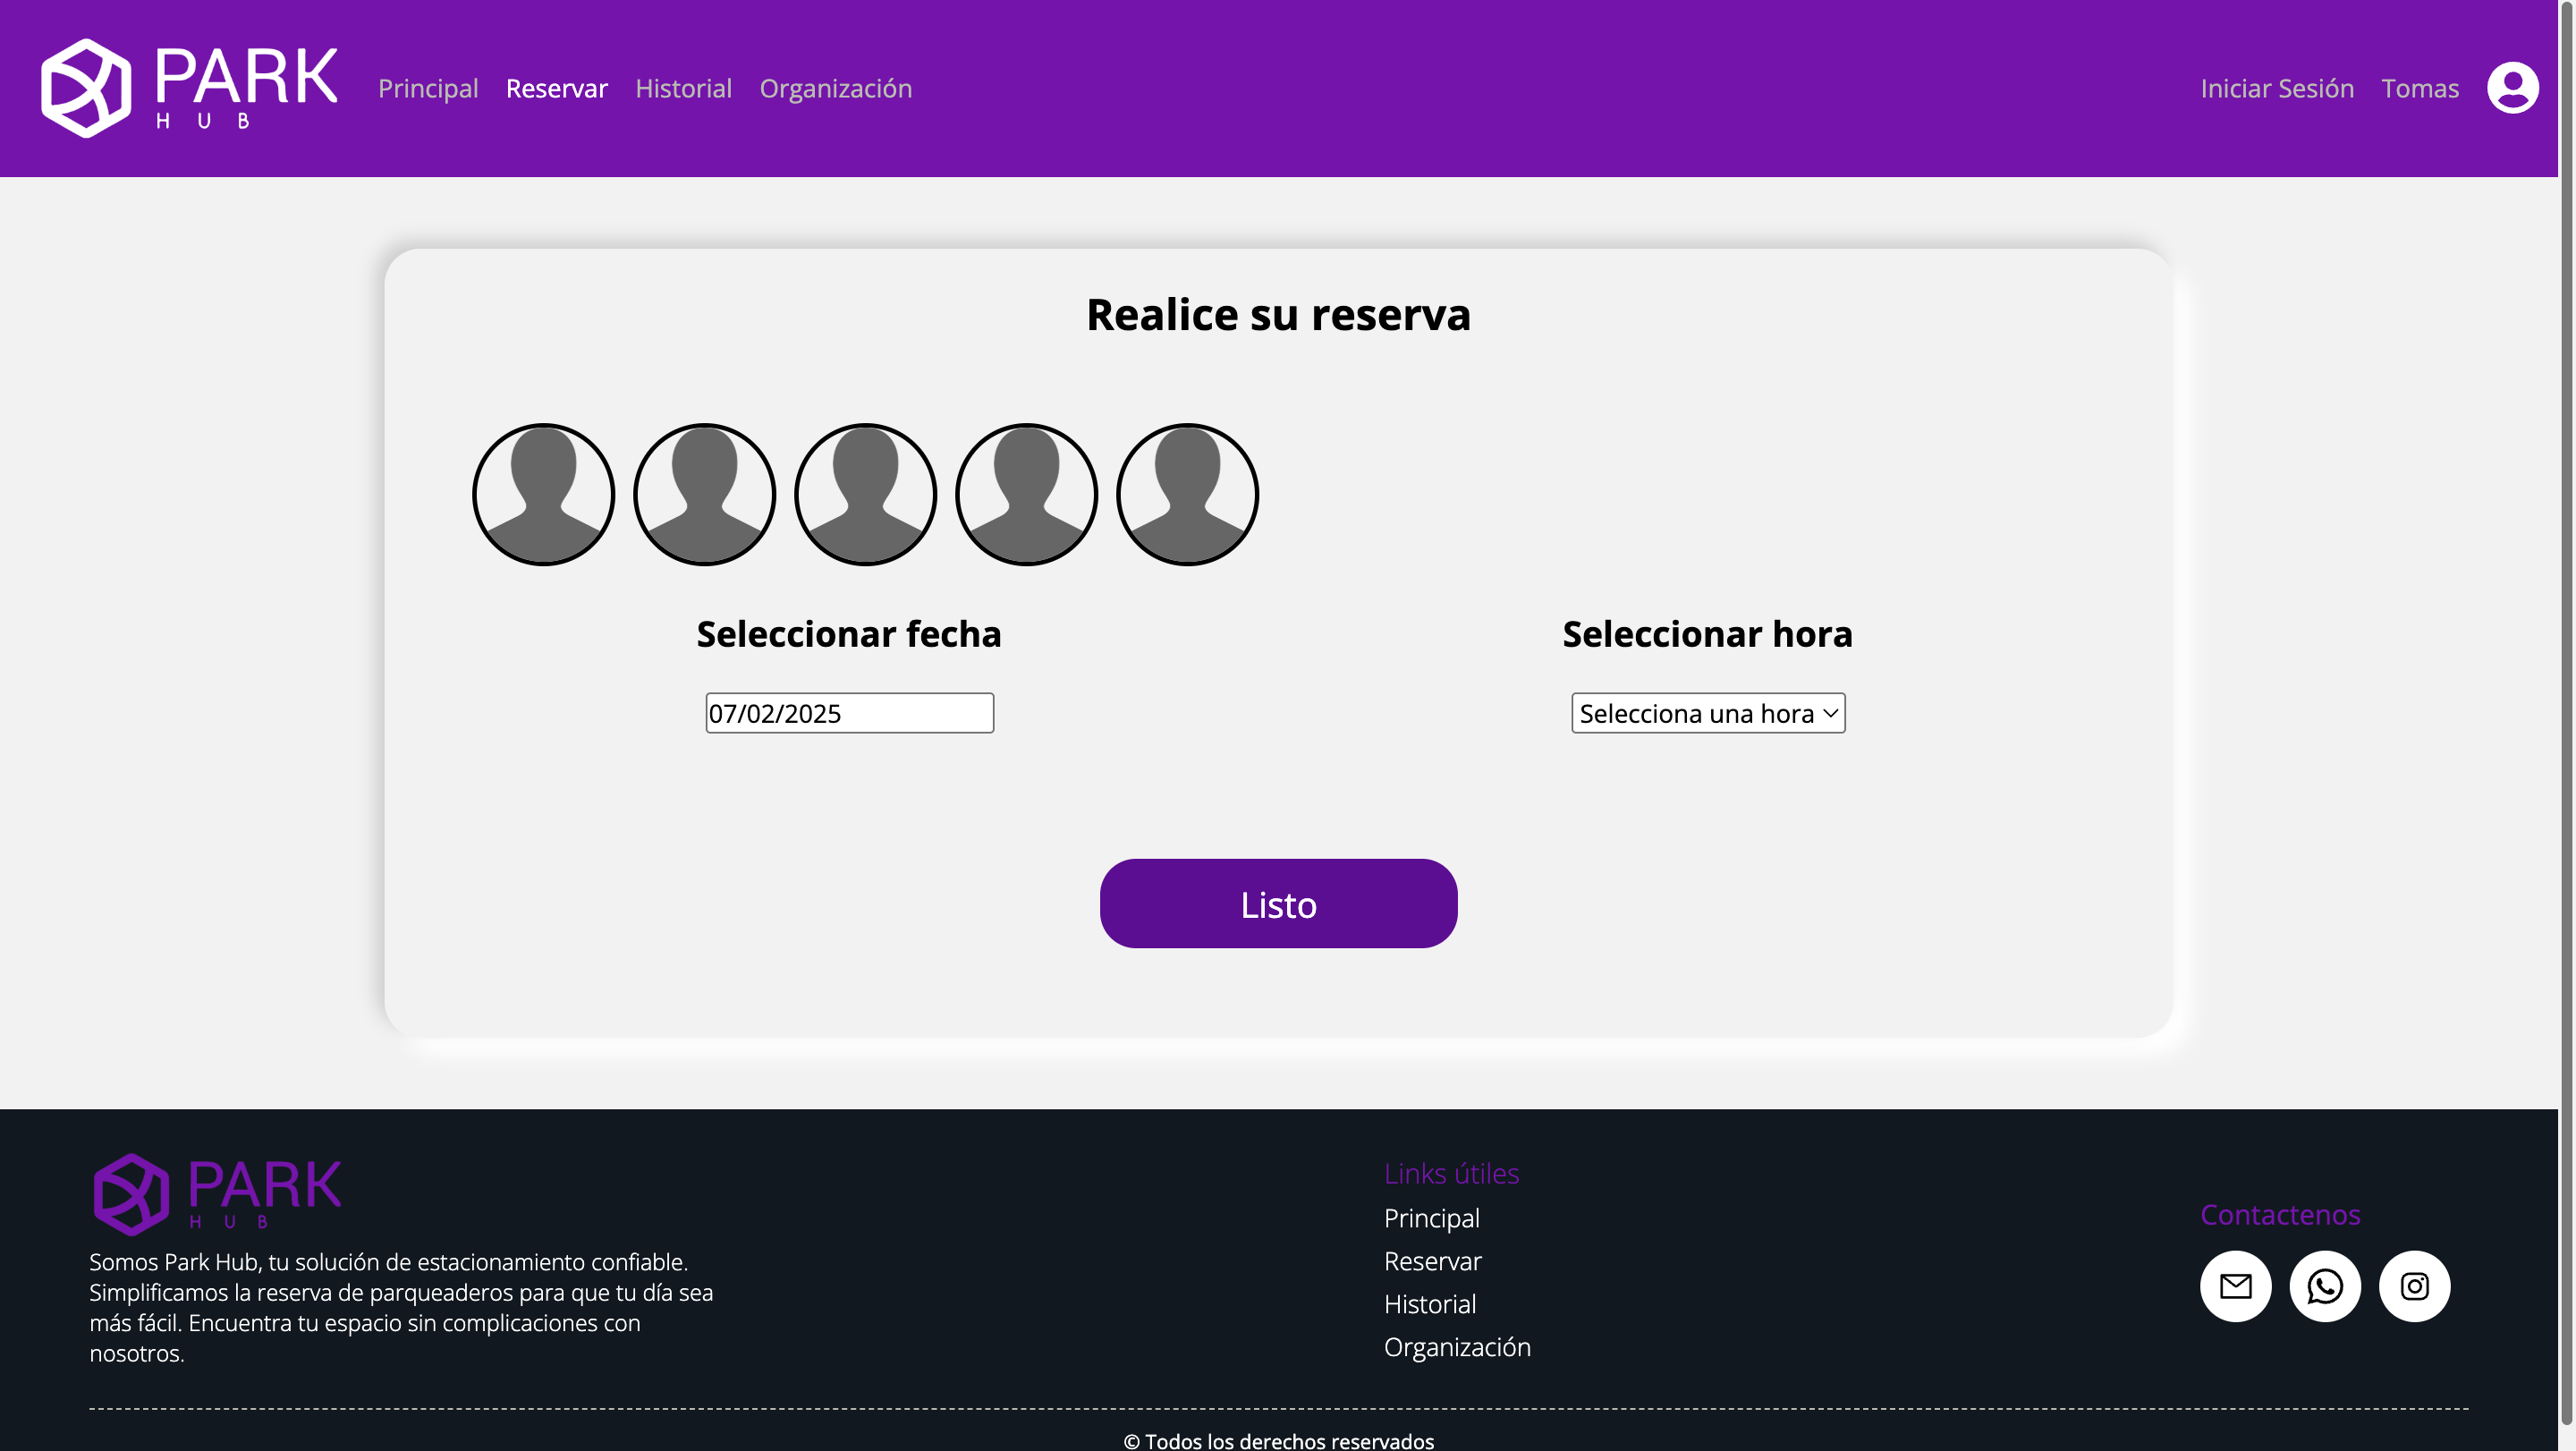 PARK
HUB
Principal Reservar Historial Organización
Iniciar Sesión Tomas
Realice su reserva
Seleccionar fecha
Seleccionar hora
07/02/2025
Selecciona una hora
Listo
PARK
HUB
Somos Park Hub, tu solución de estacionamiento confiable.
Simplificamos la reserva de parqueaderos para que tu día sea
más fácil. Encuentra tu espacio sin complicaciones con
nosotros.
Links útiles
Principal
Reservar
Historial
Organización
Contactenos
© Todos los derechos reservados